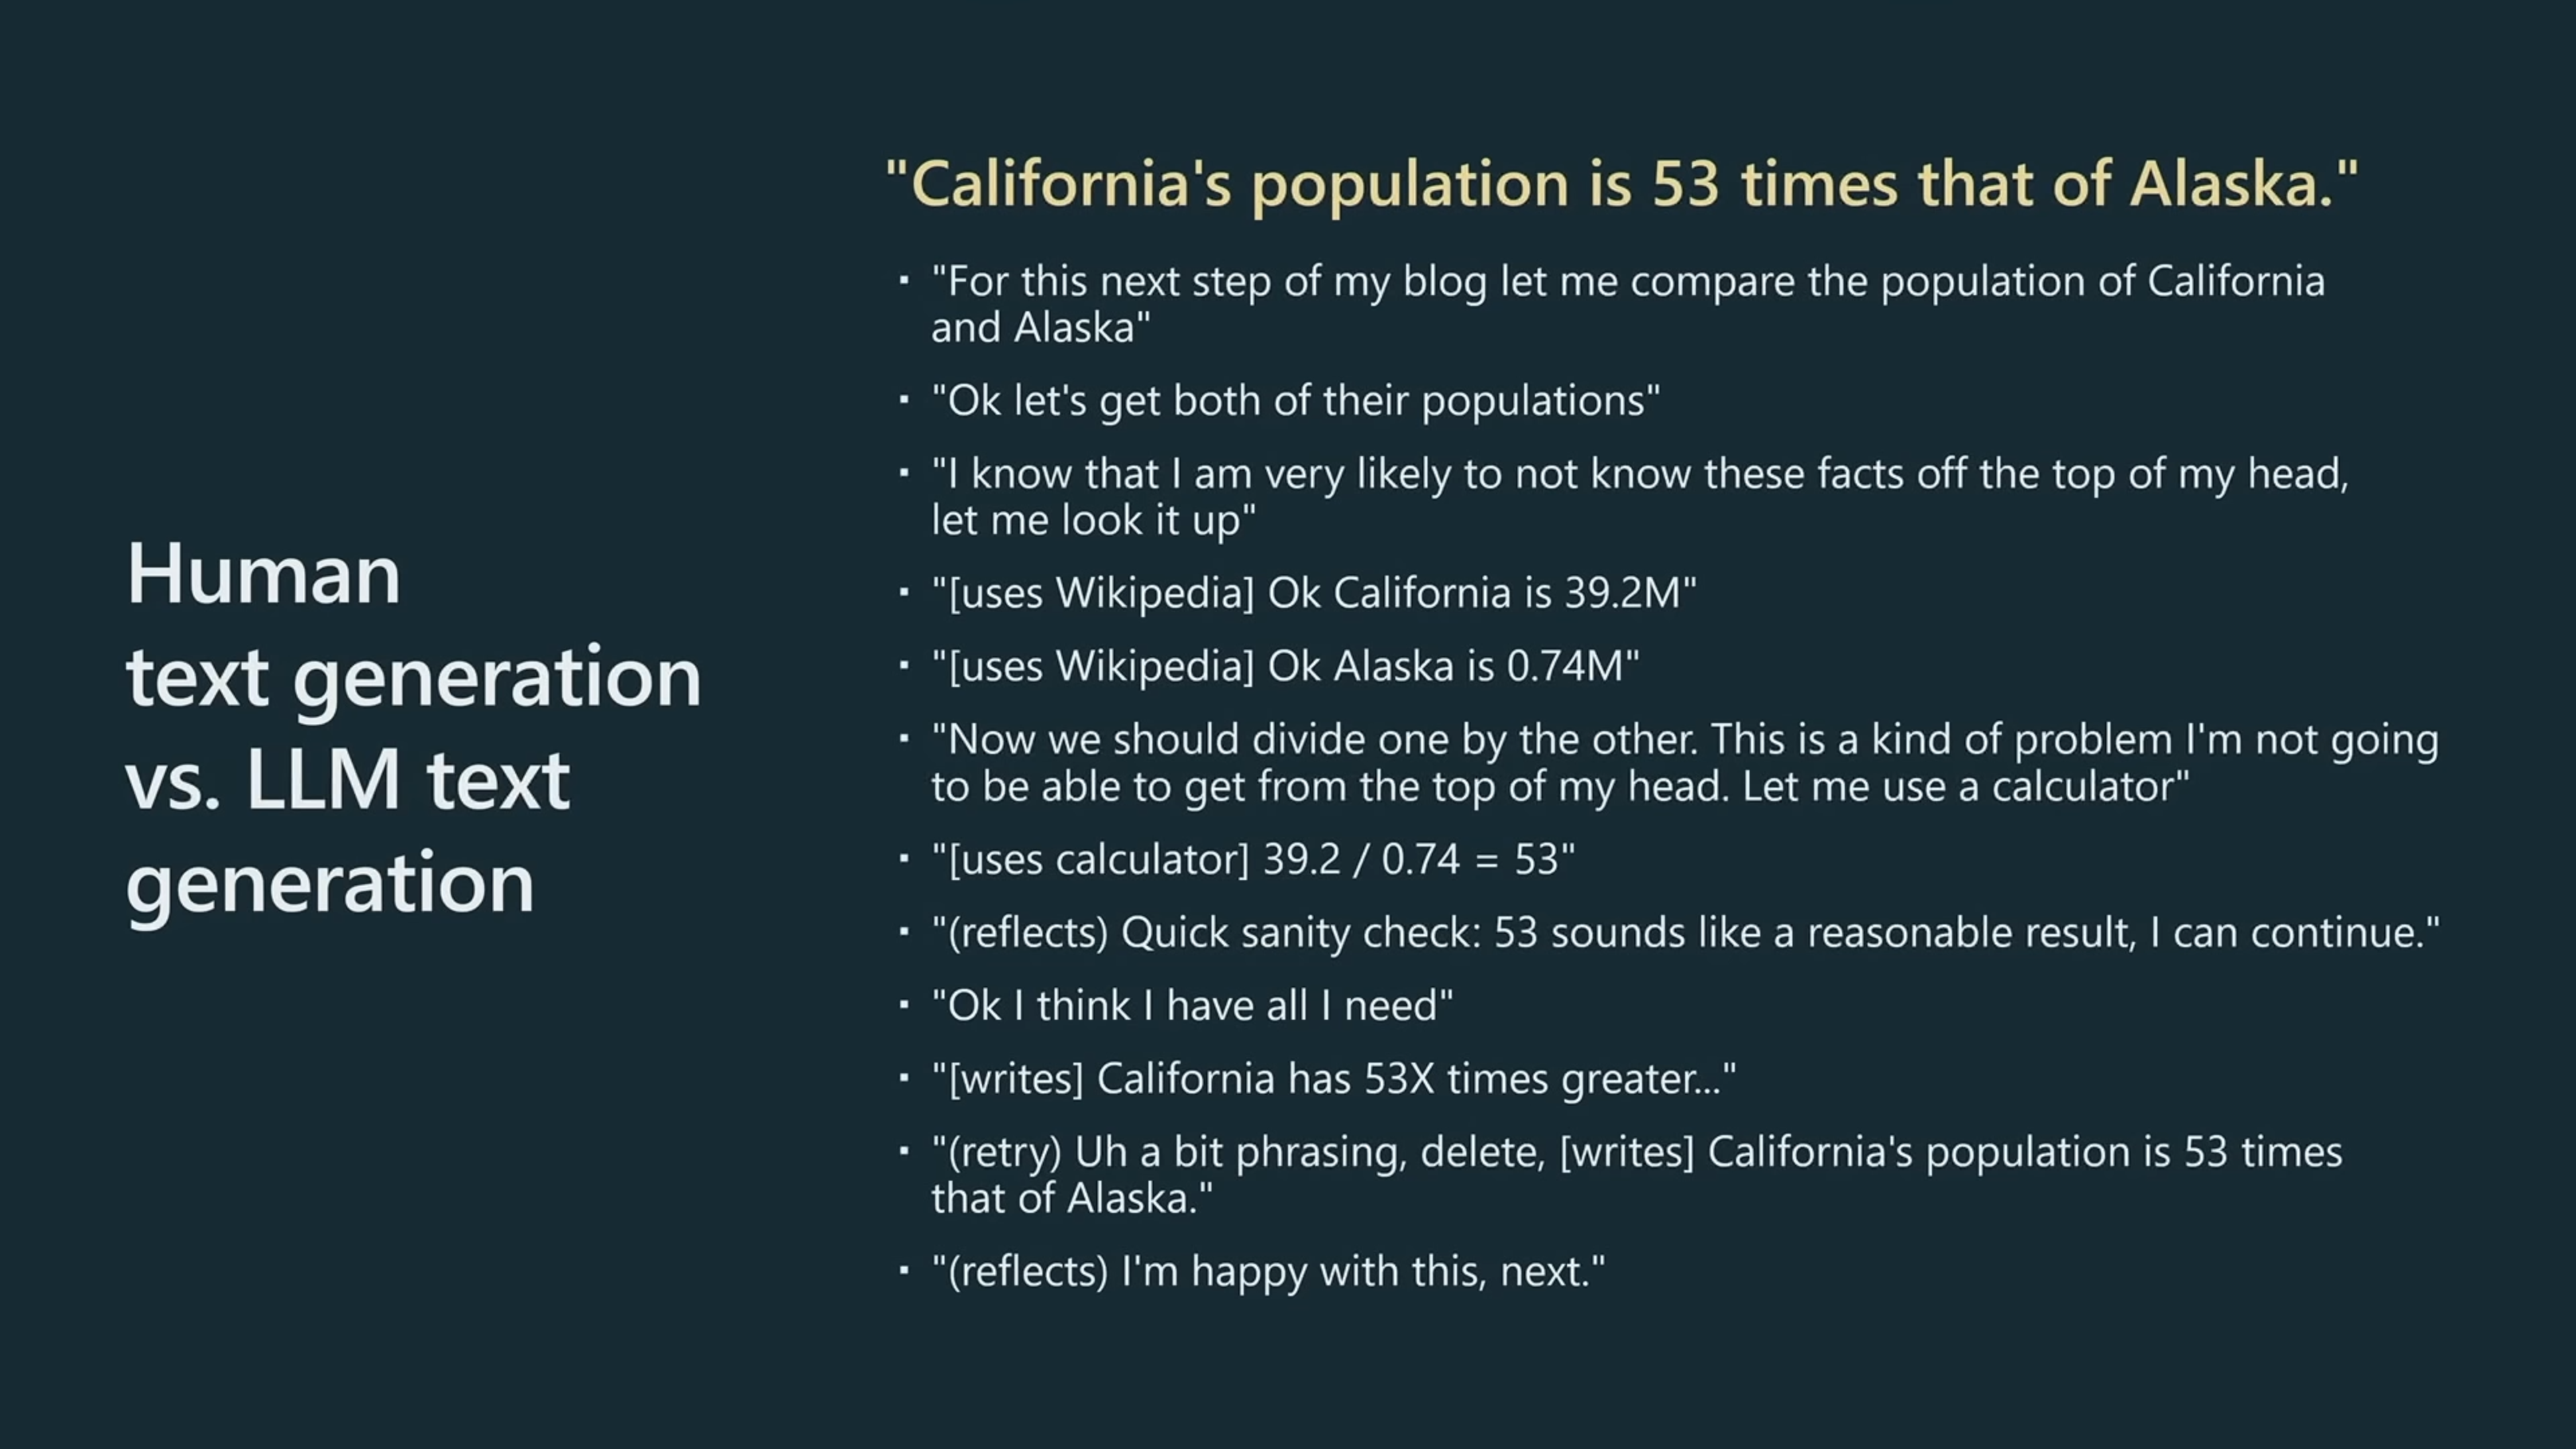 Human
text generation
vs. LLM text
generation
"California's population is 53 times that of Alaska."
▪ "For this next step of my blog let me compare the population of California
and Alaska"
▪ "Ok let's get both of their populations"
▪ "I know that I am very likely to not know these facts off the top of my head,
let me look it up"
▪ "[uses Wikipedia] Ok California is 39.2M"
▪ "[uses Wikipedia] Ok Alaska is 0.74M"
▪ "Now we should divide one by the other. This is a kind of problem I'm not going
to be able to get from the top of my head. Let me use a calculator"
▪ "[uses calculator] 39.2 / 0.74 = 53"
▪ "(reflects) Quick sanity check: 53 sounds like a reasonable result, I can continue."
▪ "Ok I think I have all I need"
▪ "[writes] California has 53X times greater..."
▪ "(retry) Uh a bit phrasing, delete, [writes] California's population is 53 times
that of Alaska."
▪ "(reflects) I'm happy with this, next."